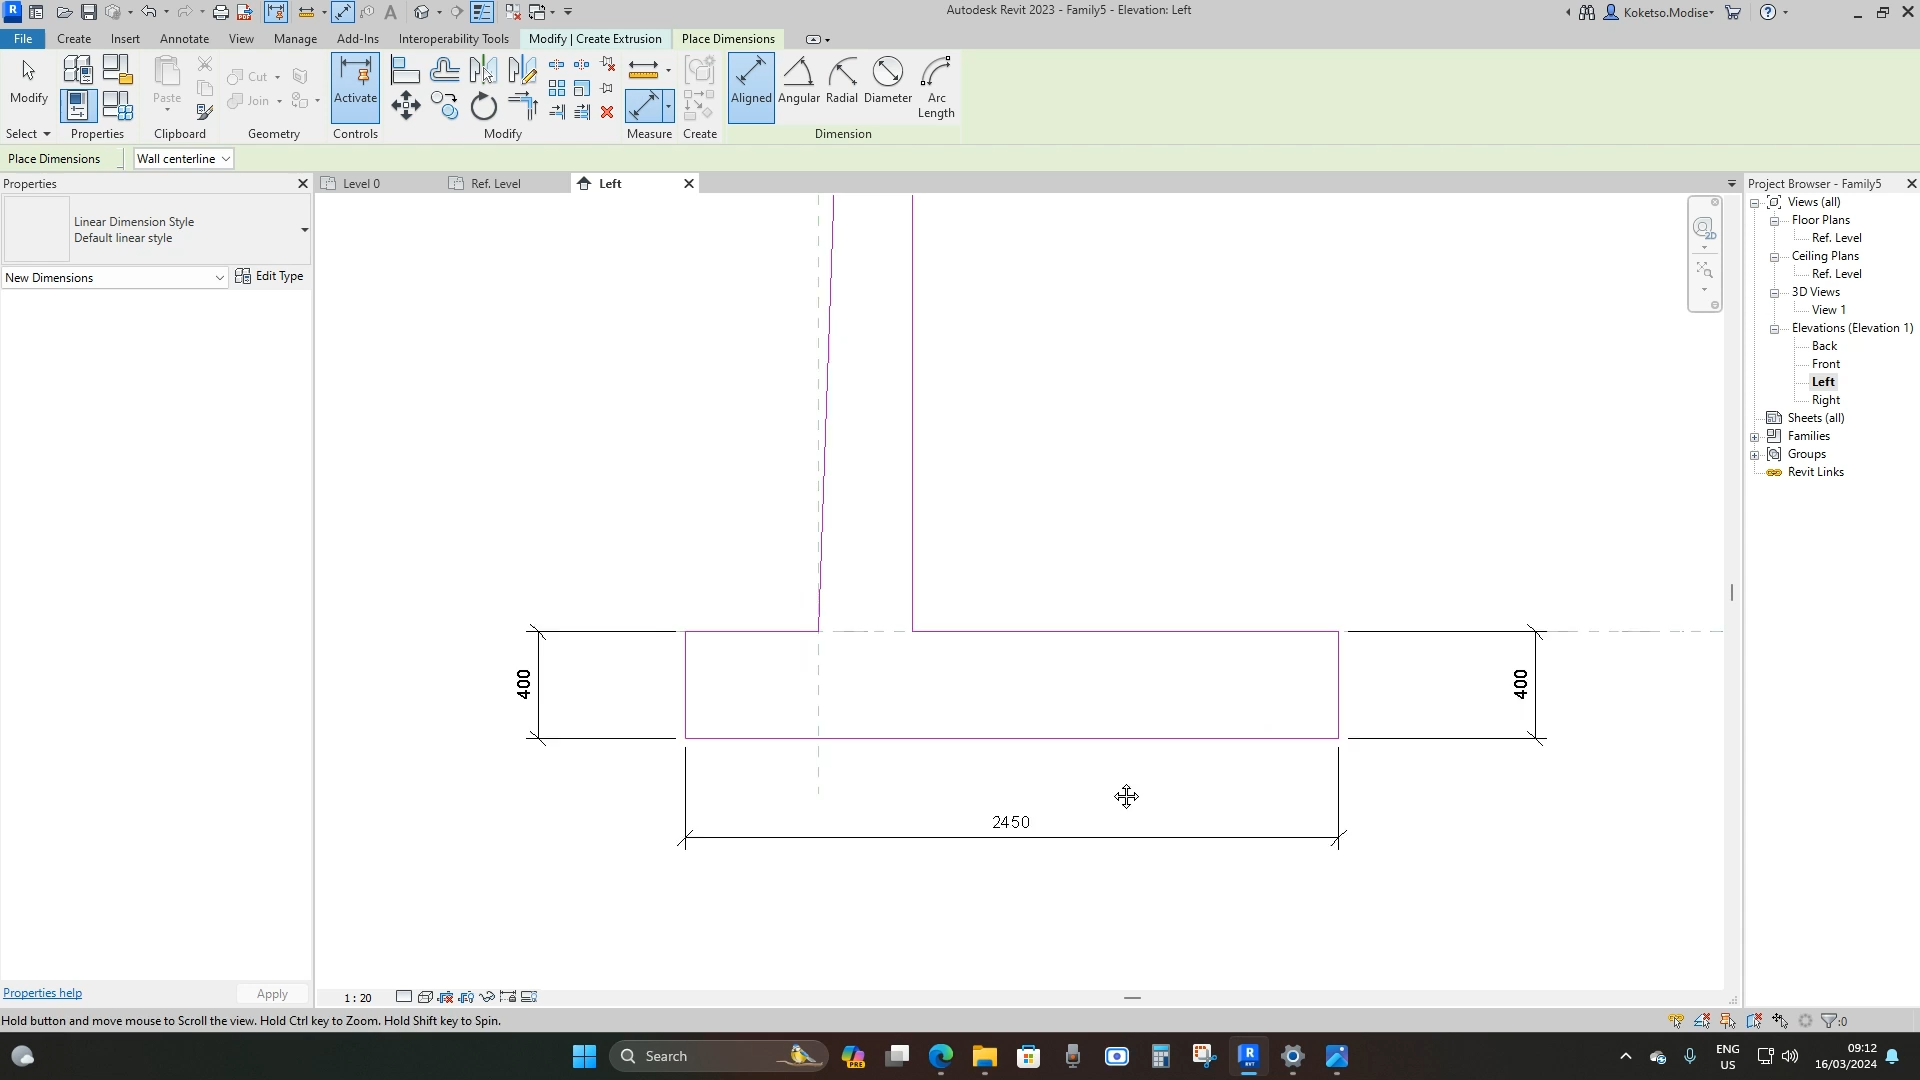 Autodesk Revit 2023 - Family5 - Elevation: Left
Koketso.Modise
File
Create
Insert
Annotate
View
Manage
Add-Ins
Interoperability Tools
Modify | Create Extrusion
Place Dimensions
Modify
Paste
Cut
Join
Activate
Aligned
Angular
Radial
Diameter
Arc
Length
Select
Properties
Clipboard
Geometry
Controls
Modify
Measure
Create
Dimension
Place Dimensions
Wall centerline
Properties
Level 0
Ref. Level
Left
Project Browser - Family5
Linear Dimension Style
Default linear style
New Dimensions
Edit Type
2D
Views (all)
Floor Plans
Ref. Level
Ceiling Plans
Ref. Level
3D Views
View 1
Elevations (Elevation 1)
Back
Front
Left
Right
Sheets (all)
Families
Groups
Revit Links
400
400
2450
Properties help
Apply
1 : 20
Hold button and move mouse to Scroll the view. Hold Ctrl key to Zoom. Hold Shift key to Spin.
:0
Search
ENG
US
09:12
16/03/2024